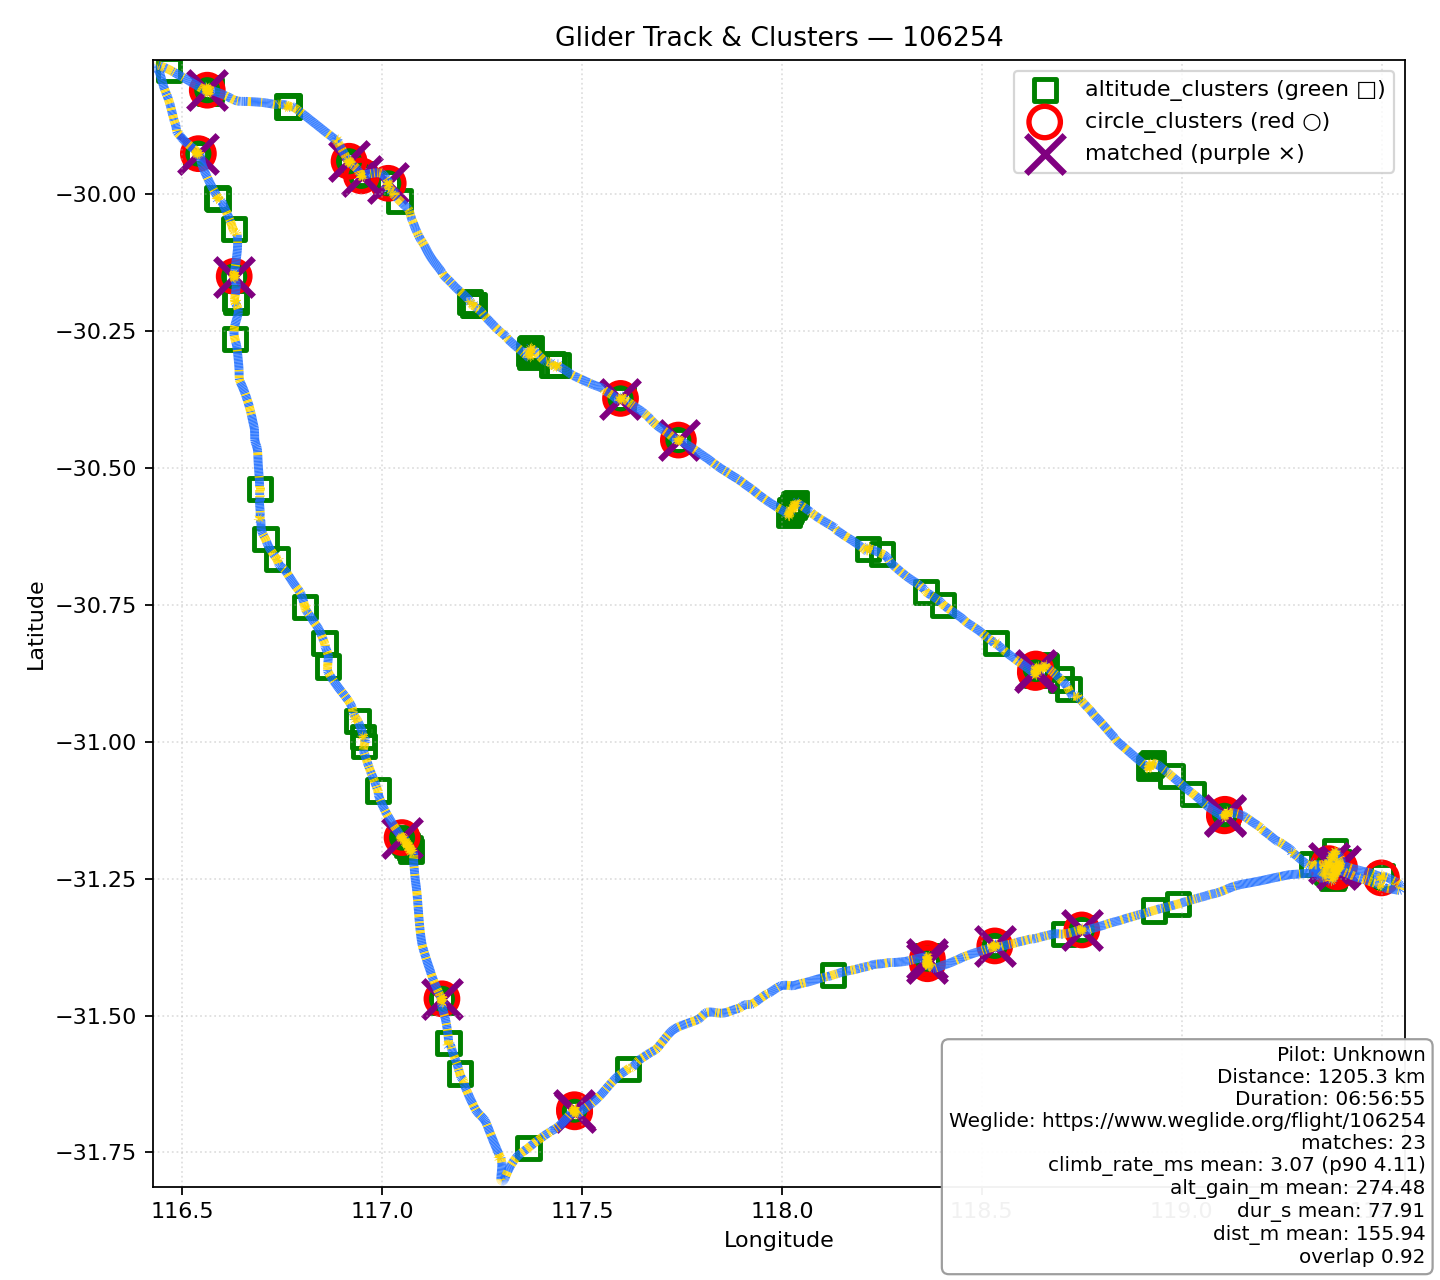 Glider Track & Clusters — 106254
altitude_clusters (green □)
circle_clusters (red ○)
matched (purple ×)
−30.00
−30.25
−30.50
−30.75
−31.00
−31.25
−31.50
−31.75
Latitude
116.5
117.0
117.5
118.0
118.5
119.0
Longitude
Pilot: Unknown
Distance: 1205.3 km
Duration: 06:56:55
Weglide: https://www.weglide.org/flight/106254
matches: 23
climb_rate_ms mean: 3.07 (p90 4.11)
alt_gain_m mean: 274.48
dur_s mean: 77.91
dist_m mean: 155.94
overlap 0.92